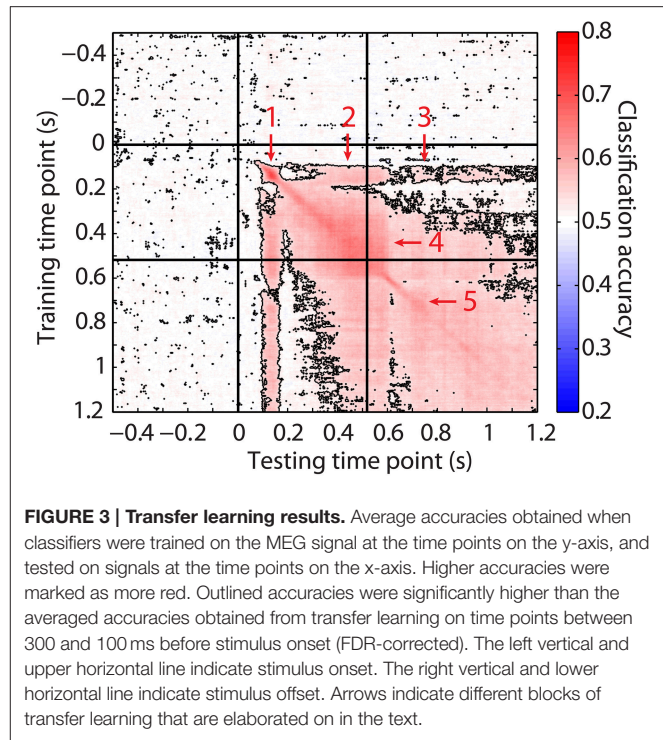 −0.4
−0.2
0
0.2
0.4
0.6
0.8
1
1.2
Training time point (s)
1 2 3
4
5
−0.4 −0.2 0 0.2 0.4 0.6 0.8 1 1.2
Testing time point (s)
0.8
0.7
0.6
0.5
0.4
0.3
0.2
Classification accuracy
FIGURE 3 | Transfer learning results. Average accuracies obtained when
classifiers were trained on the MEG signal at the time points on the y-axis, and
tested on signals at the time points on the x-axis. Higher accuracies were
marked as more red. Outlined accuracies were significantly higher than the
averaged accuracies obtained from transfer learning on time points between
300 and 100 ms before stimulus onset (FDR-corrected). The left vertical and
upper horizontal line indicate stimulus onset. The right vertical and lower
horizontal line indicate stimulus offset. Arrows indicate different blocks of
transfer learning that are elaborated on in the text.